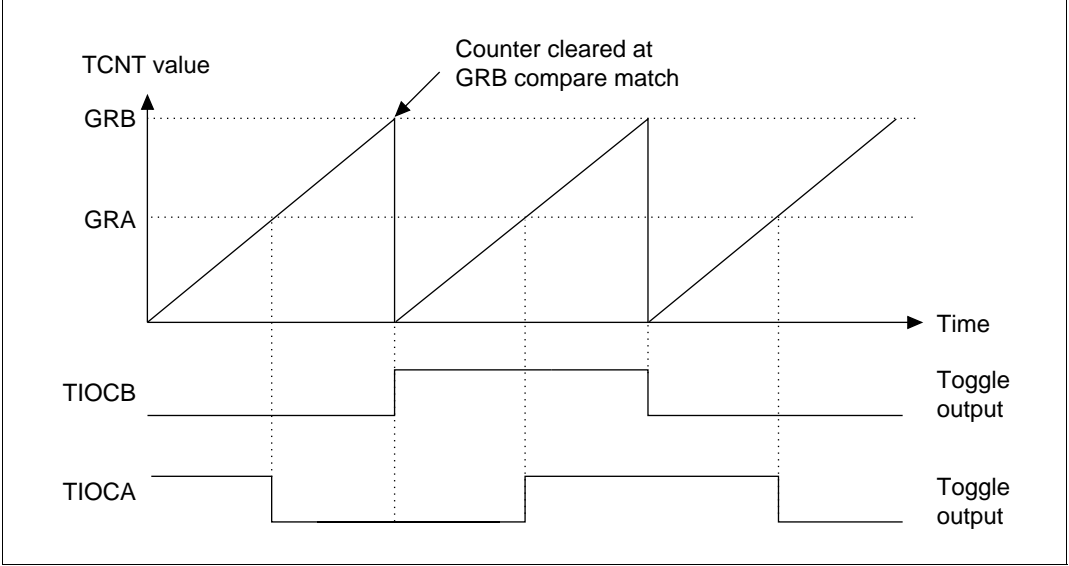 Counter cleared at
GRB compare match
TCNT value
GRB
GRA
Time
TIOCB
Toggle
output
TIOCA
Toggle
output